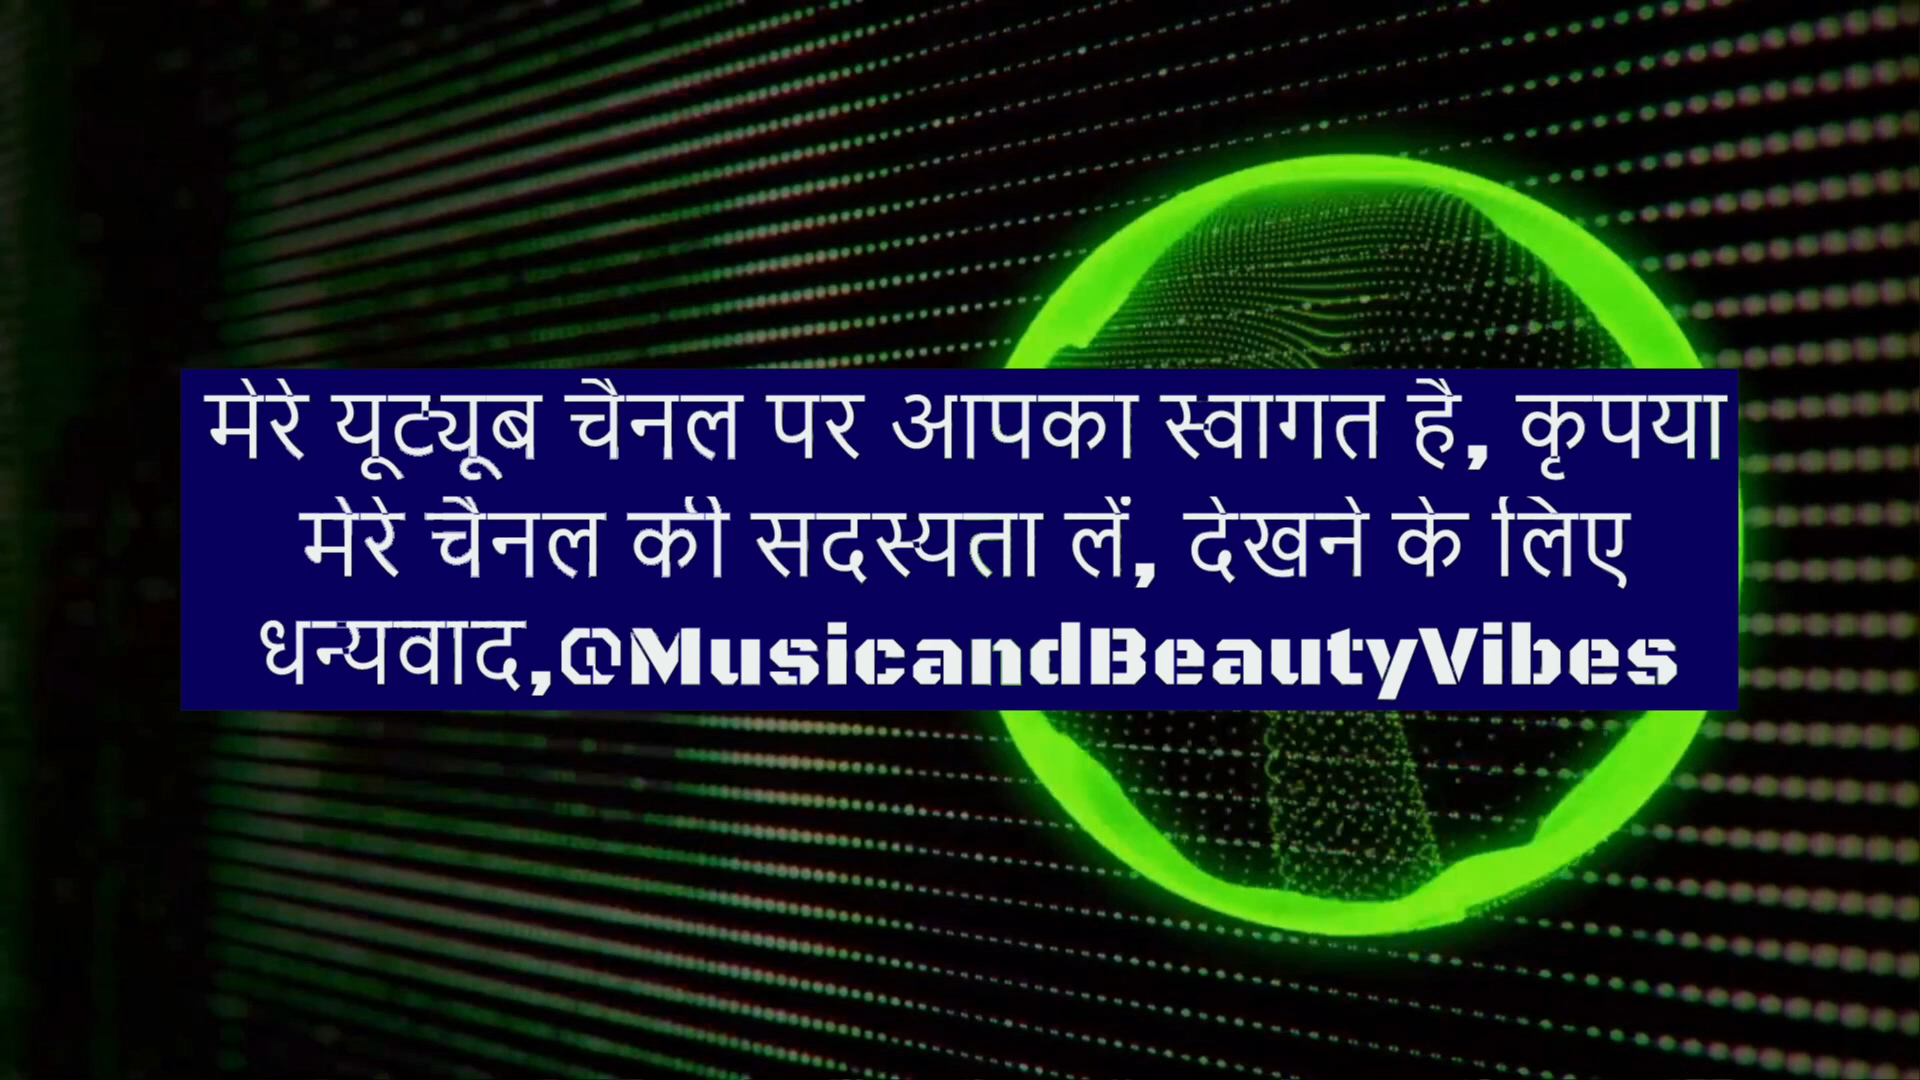 मेरे यूट्यूब चैनल पर आपका स्वागत है, कृपया
मेरे चैनल की सदस्यता लें, देखने के लिए
धन्यवाद,@MusicandBeautyVibes